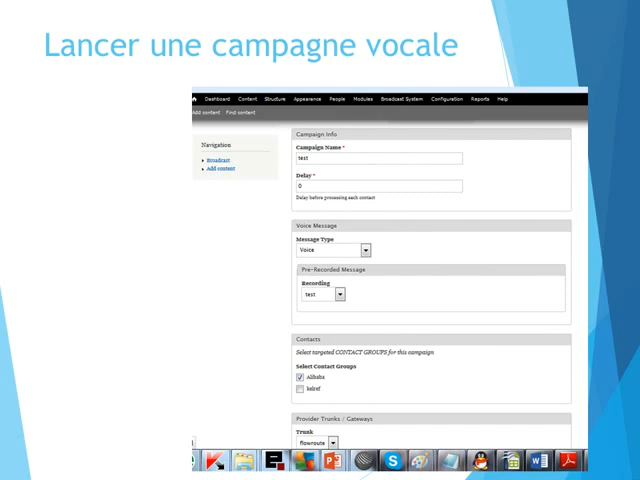 Lancer une campagne vocale
Dashboard Content Structure Appearance People Modules Broadcast System Configuration Reports Help
Add content Find content
Navigation
Broadcast
Add content
Campaign Info
Campaign Name *
test
Delay *
0
Delay before processing each contact
Voice Message
Message Type
Voice
Pre-Recorded Message
Recording
test
Contacts
Select targeted CONTACT GROUPS for this campaign
Select Contact Groups
Alibaba
Provider Trunks / Gateways
Trunk
flowroute